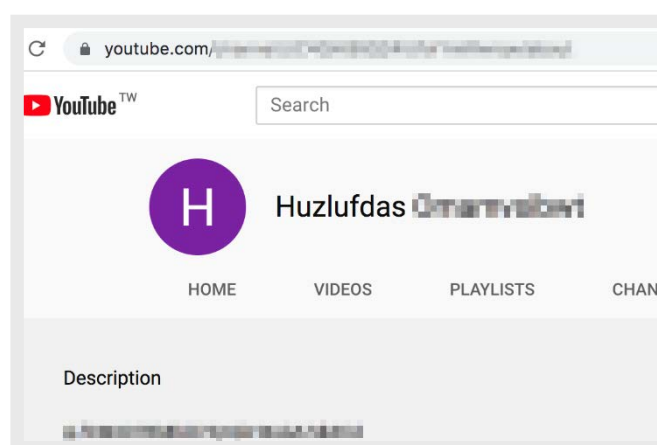 youtube.com/
YouTube TW
Search
H
Huzlufdas
HOME VIDEOS PLAYLISTS CHAN
Description